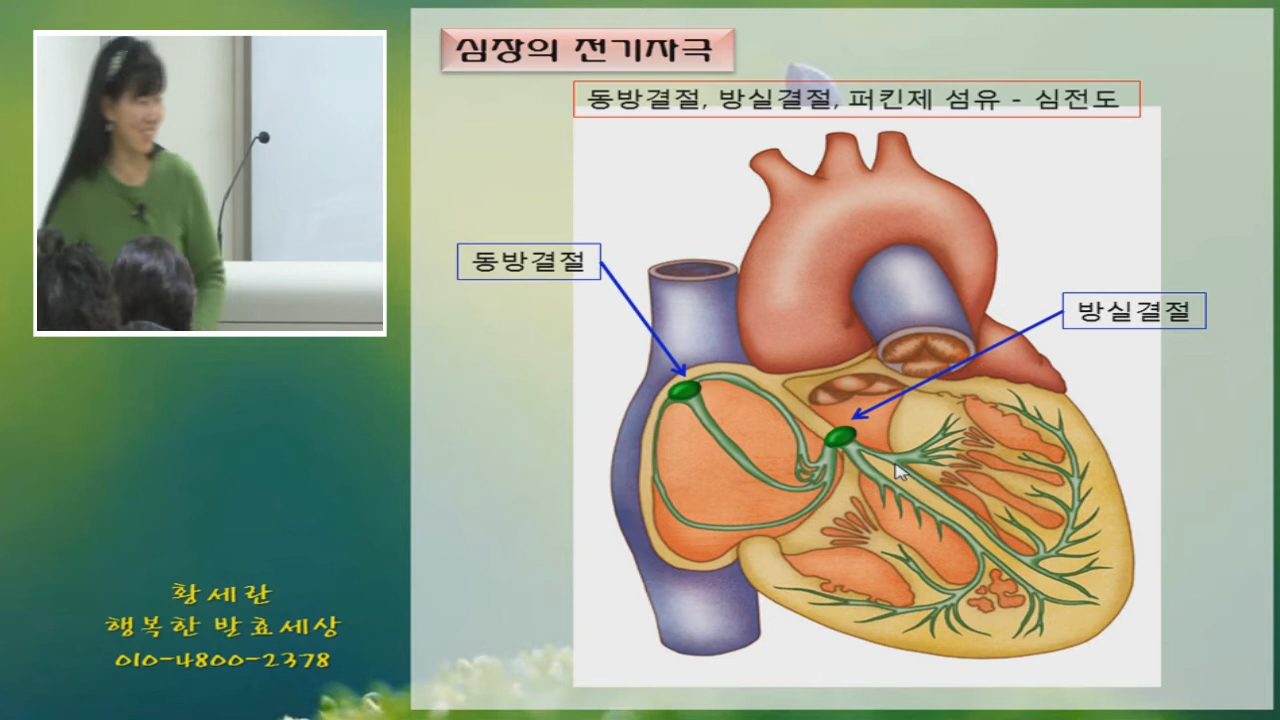 심장의 전기자극
동방결절, 방실결절, 퍼킨제 섬유 - 심전도
동방결절
방실결절
황세란
행복한 발효세상
010-4800-2378